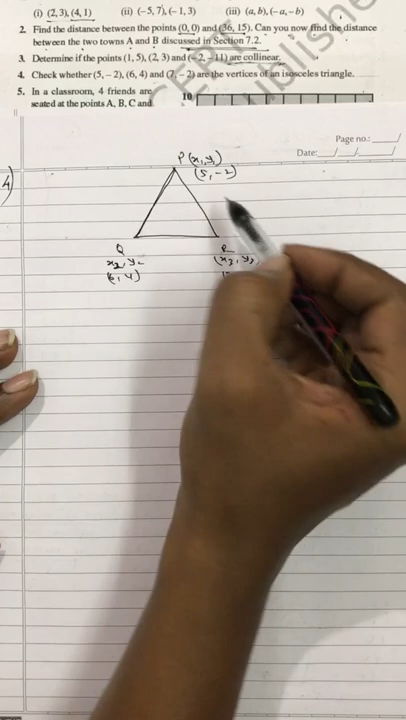 (i) (2, 3), (4, 1) (ii) (−5, 7), (−1, 3) (iii) (a, b), (−a, −b)
2. Find the distance between the points (0, 0) and (36, 15). Can you now find the distance
between the two towns A and B discussed in Section 7.2.
3. Determine if the points (1, 5), (2, 3) and (−2, −11) are collinear.
4. Check whether (5, −2), (6, 4) and (7, −2) are the vertices of an isosceles triangle.
5. In a classroom, 4 friends are
seated at the points A, B, C and
10
Page no.:
Date:
4)
P (x₁, y₁)
(5, -2)
Q
R
x₂, y₂
(x₃, y₃)
(6, 4)